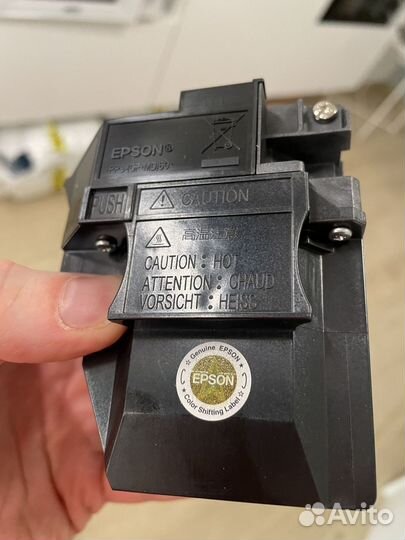 EPSON®
PUSH
CAUTION
高温注意
CAUTION : HOT
ATTENTION : CHAUD
VORSICHT : HEISS
Genuine EPSON
EPSON
Color Shifting Label
Avito